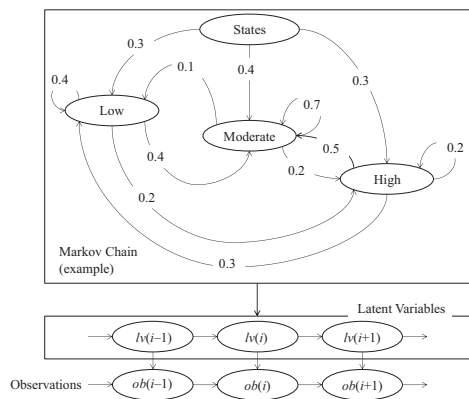 States
0.3
0.4
0.1
0.4
0.3
0.7
Low
Moderate
0.5
0.2
0.4
0.2
0.2
High
Markov Chain
(example)
0.3
Latent Variables
lv(i–1) lv(i) lv(i+1)
Observations ob(i–1) ob(i) ob(i+1)